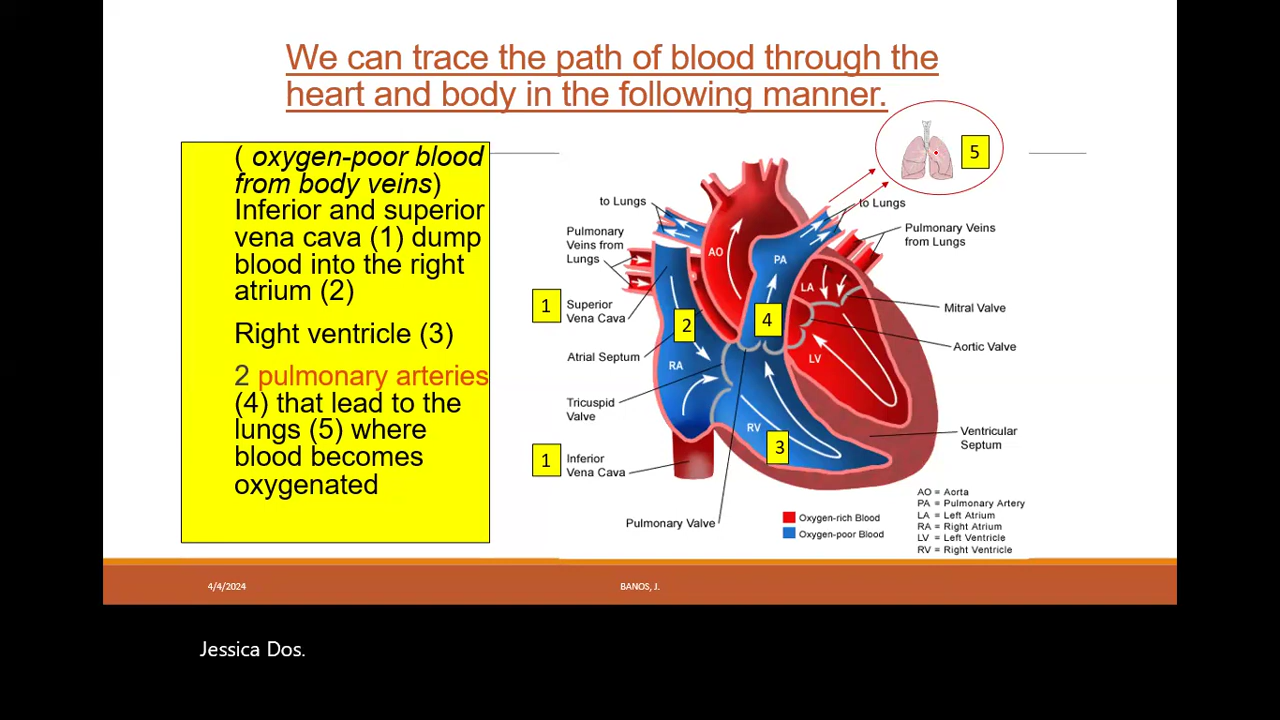 We can trace the path of blood through the
heart and body in the following manner.
( oxygen-poor blood
from body veins)
Inferior and superior
vena cava (1) dump
blood into the right
atrium (2)
Right ventricle (3)
2 pulmonary arteries
(4) that lead to the
lungs (5) where
blood becomes
oxygenated
5
to Lungs
to Lungs
Pulmonary
Veins from
Lungs
Pulmonary Veins
from Lungs
AO
PA
LA
1
Superior
Vena Cava
2
4
Mitral Valve
Aortic Valve
Atrial Septum
RA
LV
Tricuspid
Valve
RV
3
Ventricular
Septum
1
Inferior
Vena Cava
Pulmonary Valve
Oxygen-rich Blood
Oxygen-poor Blood
AO = Aorta
PA = Pulmonary Artery
LA = Left Atrium
RA = Right Atrium
LV = Left Ventricle
RV = Right Ventricle
4/4/2024
BANOS, J.
Jessica Dos.